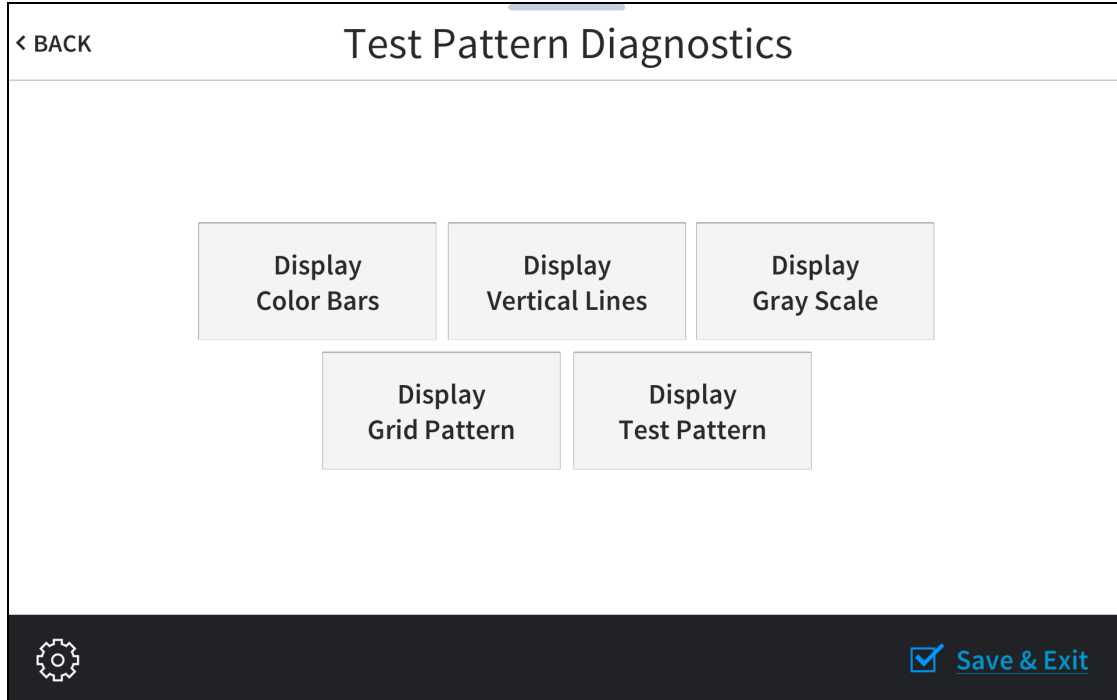 < BACK
Test Pattern Diagnostics
Display
Color Bars
Display
Vertical Lines
Display
Gray Scale
Display
Grid Pattern
Display
Test Pattern
Save & Exit